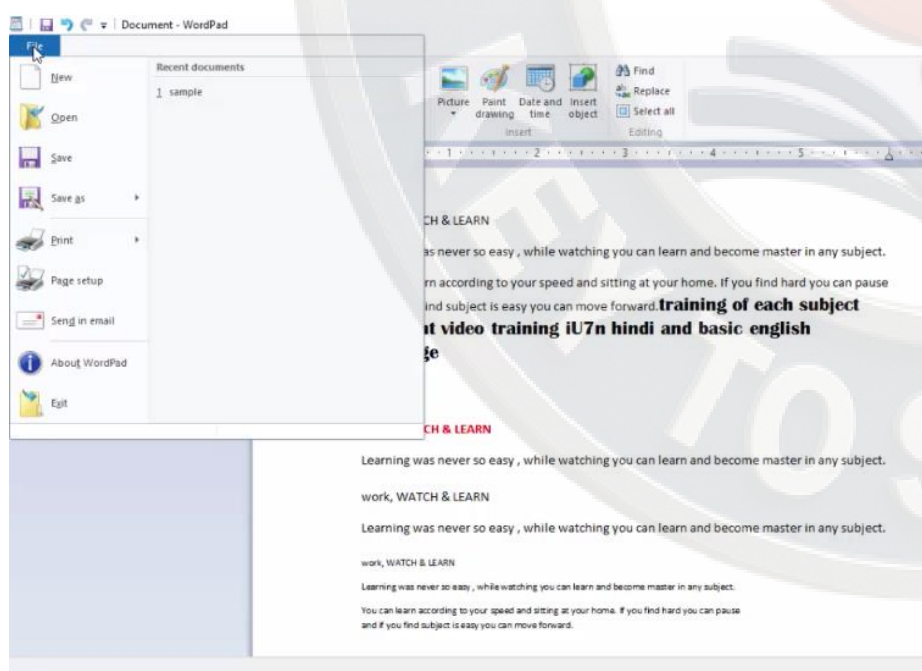 Document - WordPad
File
New
Open
Save
Save as
Print
Page setup
Send in email
About WordPad
Exit
Recent documents
1 sample
Picture
Paint drawing
Date and time
Insert object
Insert
Find
Replace
Select all
Editing
1 2 3 4 5
CH & LEARN
as never so easy , while watching you can learn and become master in any subject.
rn according to your speed and sitting at your home. If you find hard you can pause
ind subject is easy you can move forward.training of each subject
nt video training iU7n hindi and basic english
ge
CH & LEARN
Learning was never so easy , while watching you can learn and become master in any subject.
work, WATCH & LEARN
Learning was never so easy , while watching you can learn and become master in any subject.
work, WATCH & LEARN
Learning was never so easy , while watching you can learn and become master in any subject.
You can learn according to your speed and sitting at your home. If you find hard you can pause
and if you find subject is easy you can move forward.